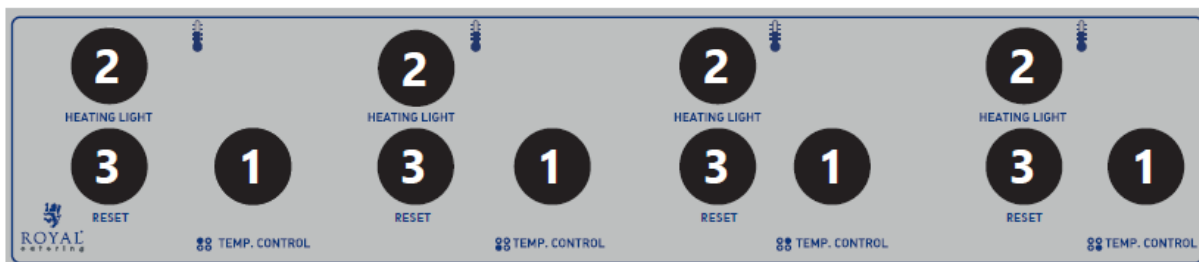 2 2 2 2
HEATING LIGHT HEATING LIGHT HEATING LIGHT HEATING LIGHT
3 1 3 1 3 1 3 1
RESET RESET RESET RESET
ROYAL
catering
TEMP. CONTROL TEMP. CONTROL TEMP. CONTROL TEMP. CONTROL